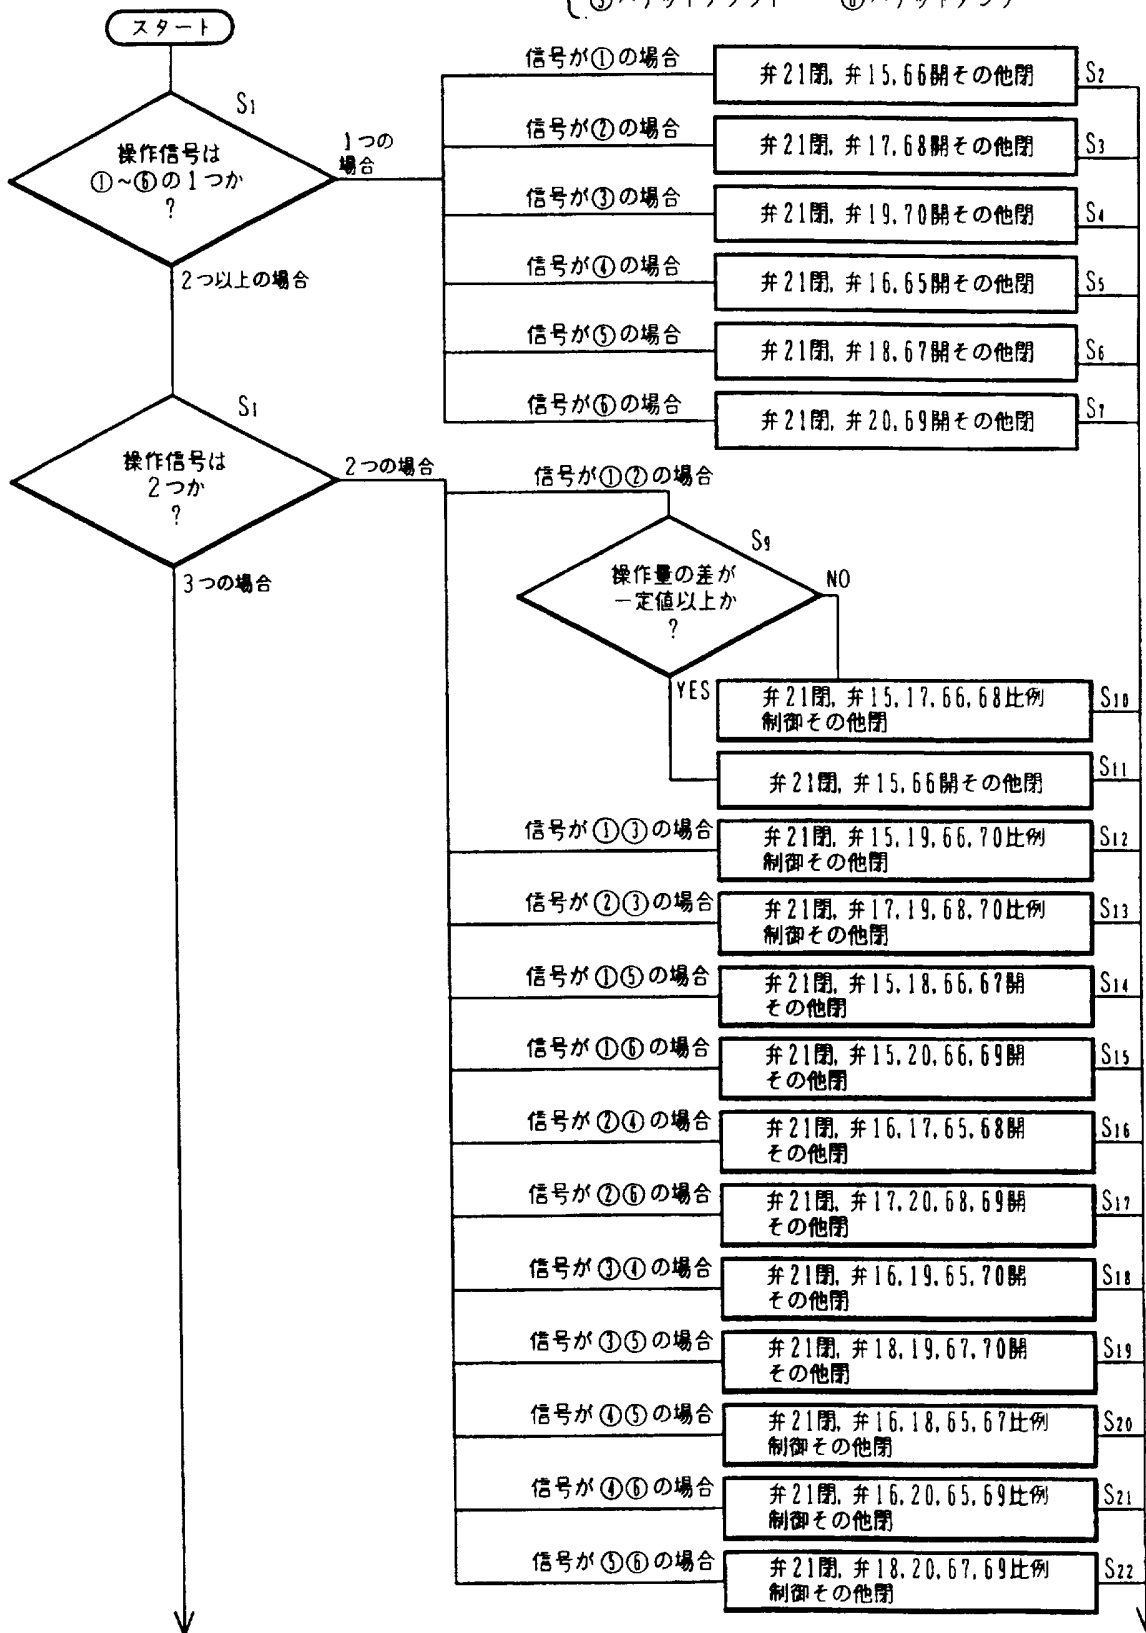 スタート
S1
操作信号は
①~⑥の1つか
?
1つの
場合
2つ以上の場合
信号が①の場合
弁21閉, 弁15,66開その他閉
S2
信号が②の場合
弁21閉, 弁17,68開その他閉
S3
信号が③の場合
弁21閉, 弁19,70開その他閉
S4
信号が④の場合
弁21閉, 弁16,65開その他閉
S5
信号が⑤の場合
弁21閉, 弁18,67開その他閉
S6
信号が⑥の場合
弁21閉, 弁20,69開その他閉
S7
S1
操作信号は
2つか
?
2つの場合
3つの場合
信号が①②の場合
S9
操作量の差が
一定値以上か
?
NO
YES
弁21閉, 弁15,17,66,68比例
制御その他閉
S10
弁21閉, 弁15,66開その他閉
S11
信号が①③の場合
弁21閉, 弁15,19,66,70比例
制御その他閉
S12
信号が②③の場合
弁21閉, 弁17,19,68,70比例
制御その他閉
S13
信号が①⑤の場合
弁21閉, 弁15,18,66,67開
その他閉
S14
信号が①⑥の場合
弁21閉, 弁15,20,66,69開
その他閉
S15
信号が②④の場合
弁21閉, 弁16,17,65,68開
その他閉
S16
信号が②⑥の場合
弁21閉, 弁17,20,68,69開
その他閉
S17
信号が③④の場合
弁21閉, 弁16,19,65,70開
その他閉
S18
信号が③⑤の場合
弁21閉, 弁18,19,67,70開
その他閉
S19
信号が④⑤の場合
弁21閉, 弁16,18,65,67比例
制御その他閉
S20
信号が④⑥の場合
弁21閉, 弁16,20,65,69比例
制御その他閉
S21
信号が⑤⑥の場合
弁21閉, 弁18,20,67,69比例
制御その他閉
S22